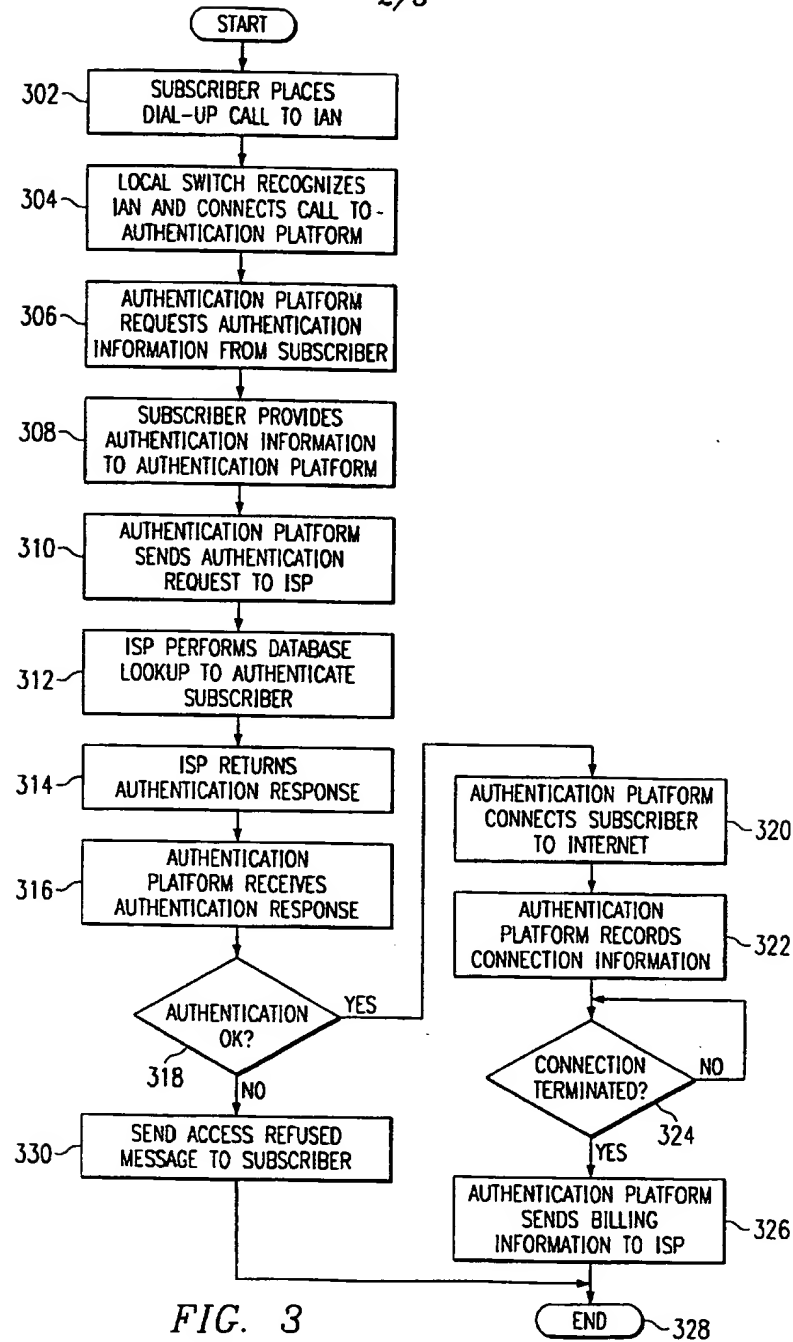 2/3
START
302
SUBSCRIBER PLACES
DIAL-UP CALL TO IAN
304
LOCAL SWITCH RECOGNIZES
IAN AND CONNECTS CALL TO -
AUTHENTICATION PLATFORM
306
AUTHENTICATION PLATFORM
REQUESTS AUTHENTICATION
INFORMATION FROM SUBSCRIBER
308
SUBSCRIBER PROVIDES
AUTHENTICATION INFORMATION
TO AUTHENTICATION PLATFORM
310
AUTHENTICATION PLATFORM
SENDS AUTHENTICATION
REQUEST TO ISP
312
ISP PERFORMS DATABASE
LOOKUP TO AUTHENTICATE
SUBSCRIBER
314
ISP RETURNS
AUTHENTICATION RESPONSE
316
AUTHENTICATION
PLATFORM RECEIVES
AUTHENTICATION RESPONSE
AUTHENTICATION
OK?
318
YES
NO
330
SEND ACCESS REFUSED
MESSAGE TO SUBSCRIBER
AUTHENTICATION PLATFORM
CONNECTS SUBSCRIBER
TO INTERNET
320
AUTHENTICATION
PLATFORM RECORDS
CONNECTION INFORMATION
322
CONNECTION
TERMINATED?
NO
324
YES
AUTHENTICATION PLATFORM
SENDS BILLING
INFORMATION TO ISP
326
END
328
FIG. 3